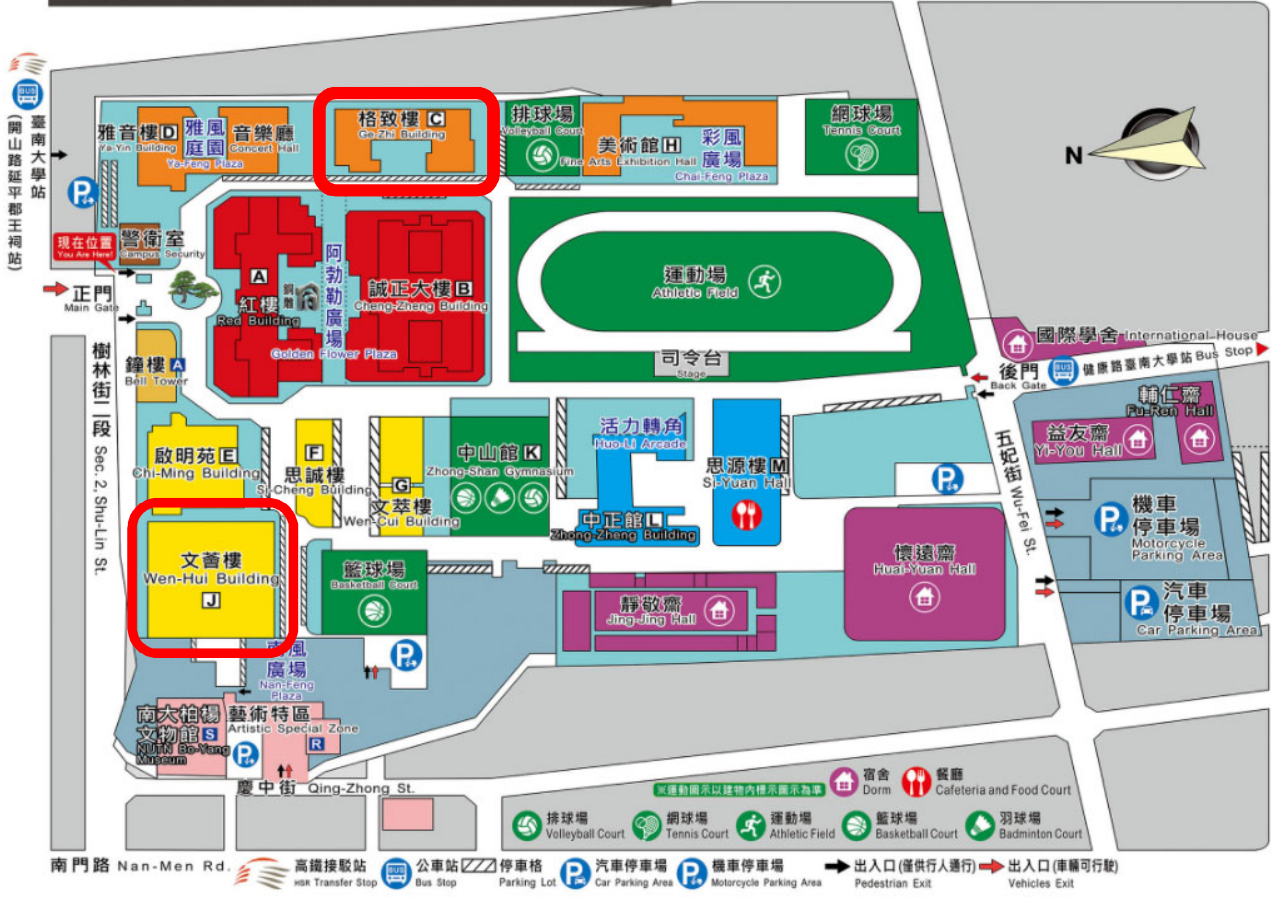 臺南大學站
(開山路延平郡王祠站)
BUS
雅音樓 D
Ya-Yin Building
雅風庭園
Ya-Feng Plaza
音樂廳
Concert Hall
格致樓 C
Ge-Zhi Building
排球場
Volleyball Court
美術館 H
Fine Arts Exhibition Hall
彩風廣場
Chai-Feng Plaza
網球場
Tennis Court
N
警衛室
Campus Security
現在位置
You Are Here!
正門
Main Gate
A
紅樓
Red Building
銅雕
阿勃勒廣場
Golden Flower Plaza
誠正大樓 B
Cheng-Zheng Building
運動場
Athletic Field
司令台
Stage
國際學舍 International House
後門
Back Gate
BUS
健康路臺南大學站 Bus Stop
鐘樓 A
Bell Tower
樹林街二段 Sec. 2, Shu-Lin St.
啟明苑 E
Chi-Ming Building
F
思誠樓
Si-Cheng Building
G
文萃樓
Wen-Cui Building
中山館 K
Zhong-Shan Gymnasium
活力轉角
Huo-Li Arcade
中正館 L
Zhong-Zheng Building
思源樓 M
Si-Yuan Hall
五妃街 Wu-Fei St.
輔仁齋
Fu-Ren Hall
益友齋
Yi-You Hall
機車
停車場
Motorcycle
Parking Area
汽車
停車場
Car Parking Area
文薈樓
Wen-Hui Building
J
籃球場
Basketball Court
靜敬齋
Jing-Jing Hall
懷遠齋
Huai-Yuan Hall
南風
廣場
Nan-Feng
Plaza
南大柏楊
文物館 S
NUTN Bo-Yang
Museum
藝術特區
Artistic Special Zone
R
慶中街 Qing-Zhong St.
※運動圖示以建物內標示圖示為準
宿舍
Dorm
餐廳
Cafeteria and Food Court
排球場
Volleyball Court
網球場
Tennis Court
運動場
Athletic Field
籃球場
Basketball Court
羽球場
Badminton Court
南門路 Nan-Men Rd.
高鐵接駁站
HSR Transfer Stop
BUS
公車站
Bus Stop
停車格
Parking Lot
汽車停車場
Car Parking Area
機車停車場
Motorcycle Parking Area
出入口(僅供行人通行)
Pedestrian Exit
出入口(車輛可行駛)
Vehicles Exit